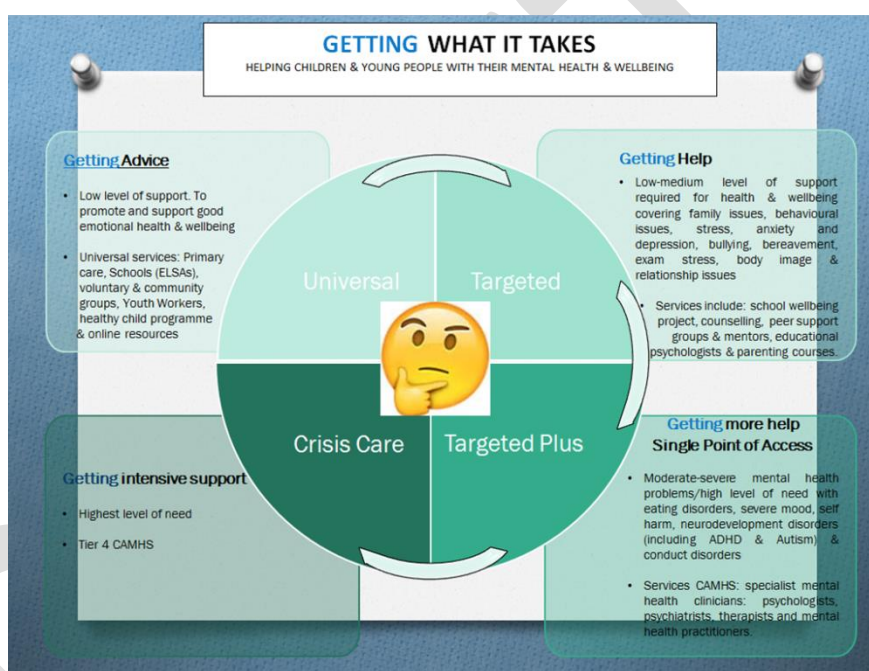 GETTING WHAT IT TAKES
HELPING CHILDREN & YOUNG PEOPLE WITH THEIR MENTAL HEALTH & WELLBEING
Getting Advice
• Low level of support. To
promote and support good
emotional health & wellbeing
• Universal services: Primary
care, Schools (ELSAs),
voluntary & community
groups, Youth Workers,
healthy child programme
& online resources
Getting Help
• Low-medium level of support
required for health & wellbeing
covering family issues, behavioural
issues, stress, anxiety and
depression, bullying, bereavement,
exam stress, body image &
relationship issues
• Services include: school wellbeing
project, counselling, peer support
groups & mentors, educational
psychologists & parenting courses.
Universal
Targeted
Crisis Care
Targeted Plus
Getting intensive support
• Highest level of need
• Tier 4 CAMHS
Getting more help
Single Point of Access
• Moderate-severe mental health
problems/high level of need with
eating disorders, severe mood, self
harm, neurodevelopment disorders
(including ADHD & Autism) &
conduct disorders
• Services CAMHS: specialist mental
health clinicians: psychologists,
psychiatrists, therapists and mental
health practitioners.